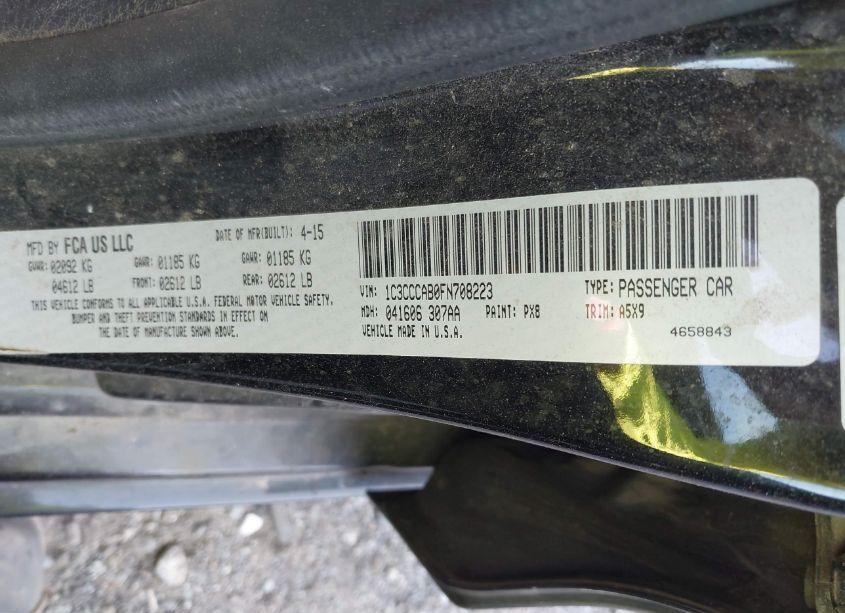 MFD BY FCA US LLC DATE OF MFR(BUILT): 4-15
GVWR: 02092 KG GAWR: 01185 KG GAWR: 01185 KG
04612 LB FRONT: 02612 LB REAR: 02612 LB
THIS VEHICLE CONFORMS TO ALL APPLICABLE U.S.A. FEDERAL MOTOR VEHICLE SAFETY,
BUMPER AND THEFT PREVENTION STANDARDS IN EFFECT ON
THE DATE OF MANUFACTURE SHOWN ABOVE.
VIN: 1C3CCCAB0FN708223 TYPE: PASSENGER CAR
MDH: 041606 307AA PAINT: PX8 TRIM: A5X9
VEHICLE MADE IN U.S.A. 4658843